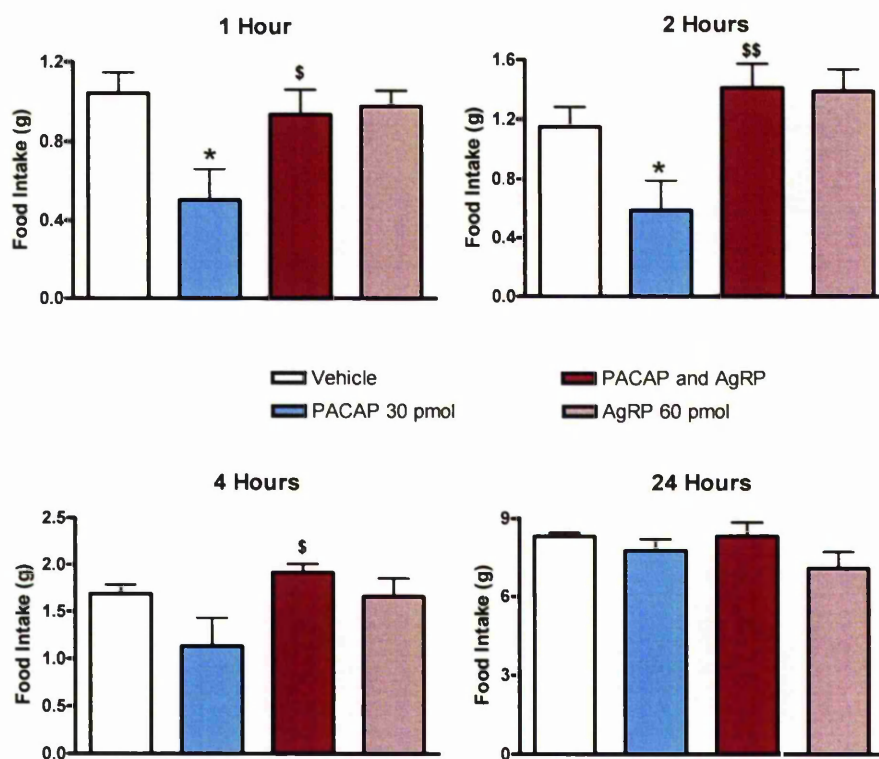 1 Hour
1.2
0.8
0.4
0.0
Food Intake (g)
*
$
2 Hours
1.6
1.2
0.8
0.4
0.0
Food Intake (g)
*
$$
Vehicle
PACAP and AgRP
PACAP 30 pmol
AgRP 60 pmol
4 Hours
2.5
2.0
1.5
1.0
0.5
0.0
Food Intake (g)
$
24 Hours
9
6
3
0
Food Intake (g)